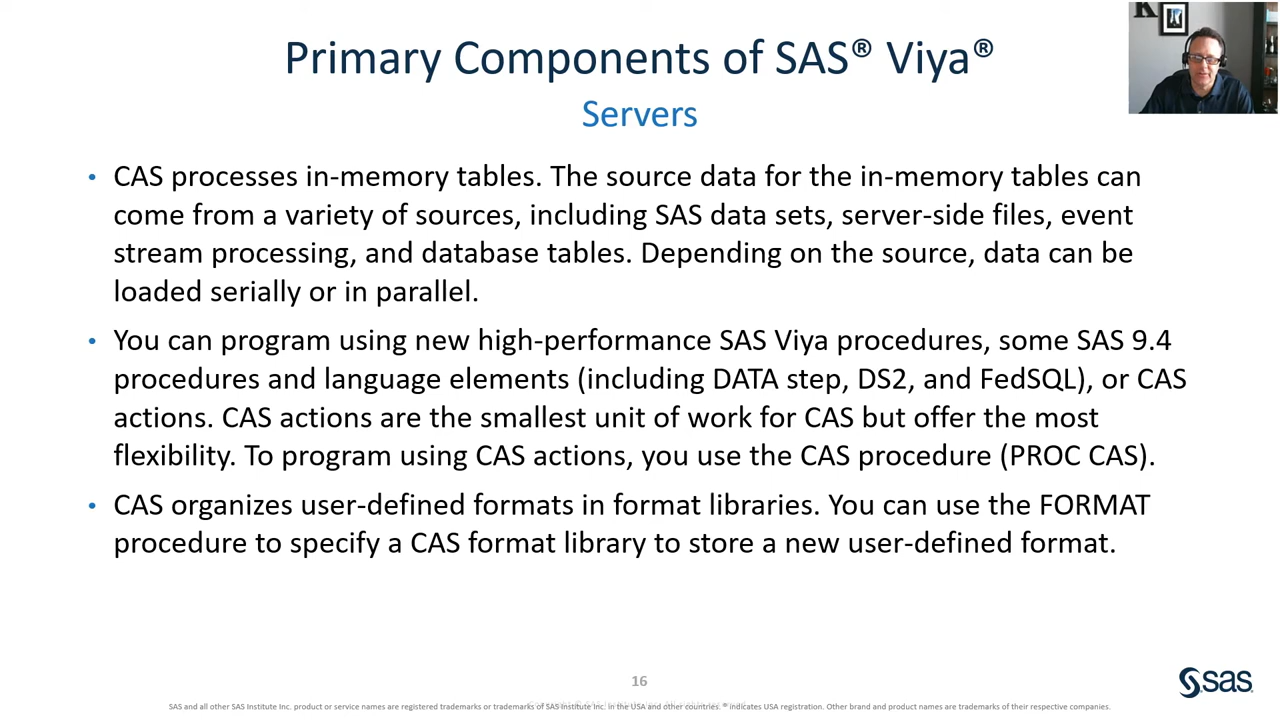 Primary Components of SAS® Viya®
Servers
• CAS processes in-memory tables. The source data for the in-memory tables can
come from a variety of sources, including SAS data sets, server-side files, event
stream processing, and database tables. Depending on the source, data can be
loaded serially or in parallel.
• You can program using new high-performance SAS Viya procedures, some SAS 9.4
procedures and language elements (including DATA step, DS2, and FedSQL), or CAS
actions. CAS actions are the smallest unit of work for CAS but offer the most
flexibility. To program using CAS actions, you use the CAS procedure (PROC CAS).
• CAS organizes user-defined formats in format libraries. You can use the FORMAT
procedure to specify a CAS format library to store a new user-defined format.
16
sas
SAS and all other SAS Institute Inc. product or service names are registered trademarks or trademarks of SAS Institute Inc. in the USA and other countries. ® indicates USA registration. Other brand and product names are trademarks of their respective companies.